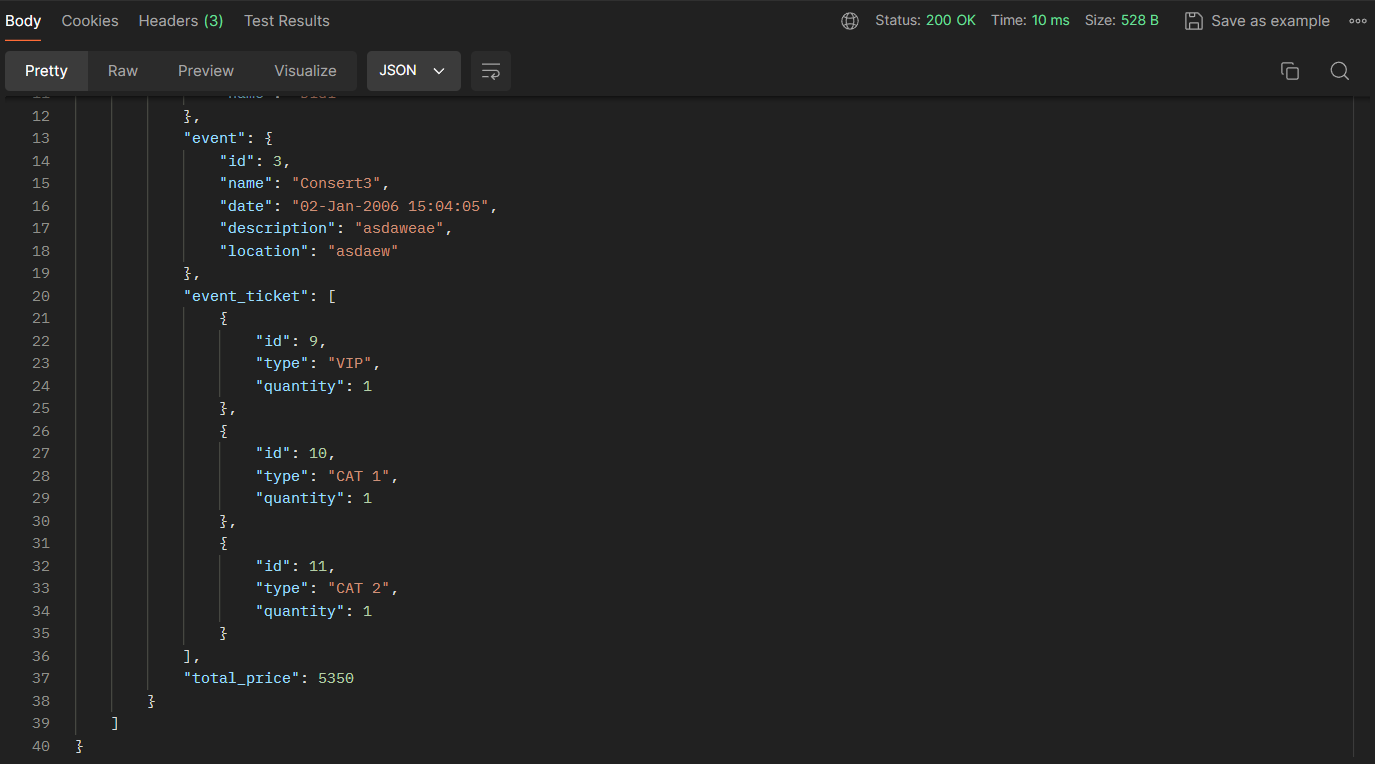 Body Cookies Headers (3) Test Results Status: 200 OK Time: 10 ms Size: 528 B Save as example
Pretty Raw Preview Visualize JSON
12 },
13 "event": {
14 "id": 3,
15 "name": "Consert3",
16 "date": "02-Jan-2006 15:04:05",
17 "description": "asdaweae",
18 "location": "asdaew"
19 },
20 "event_ticket": [
21 {
22 "id": 9,
23 "type": "VIP",
24 "quantity": 1
25 },
26 {
27 "id": 10,
28 "type": "CAT 1",
29 "quantity": 1
30 },
31 {
32 "id": 11,
33 "type": "CAT 2",
34 "quantity": 1
35 }
36 ],
37 "total_price": 5350
38 }
39 ]
40 }